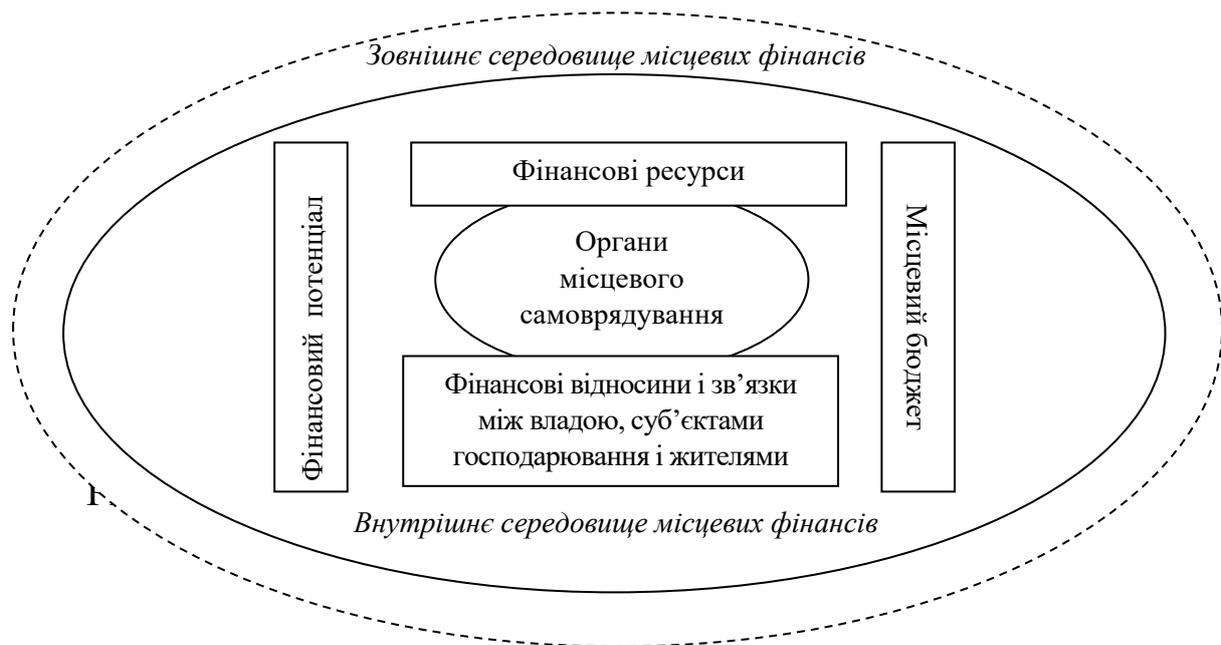 Зовнішнє середовище місцевих фінансів
Фінансовий потенціал
Фінансові ресурси
Органи
місцевого
самоврядування
Фінансові відносини і зв’язки
між владою, суб’єктами
господарювання і жителями
Місцевий бюджет
Внутрішнє середовище місцевих фінансів